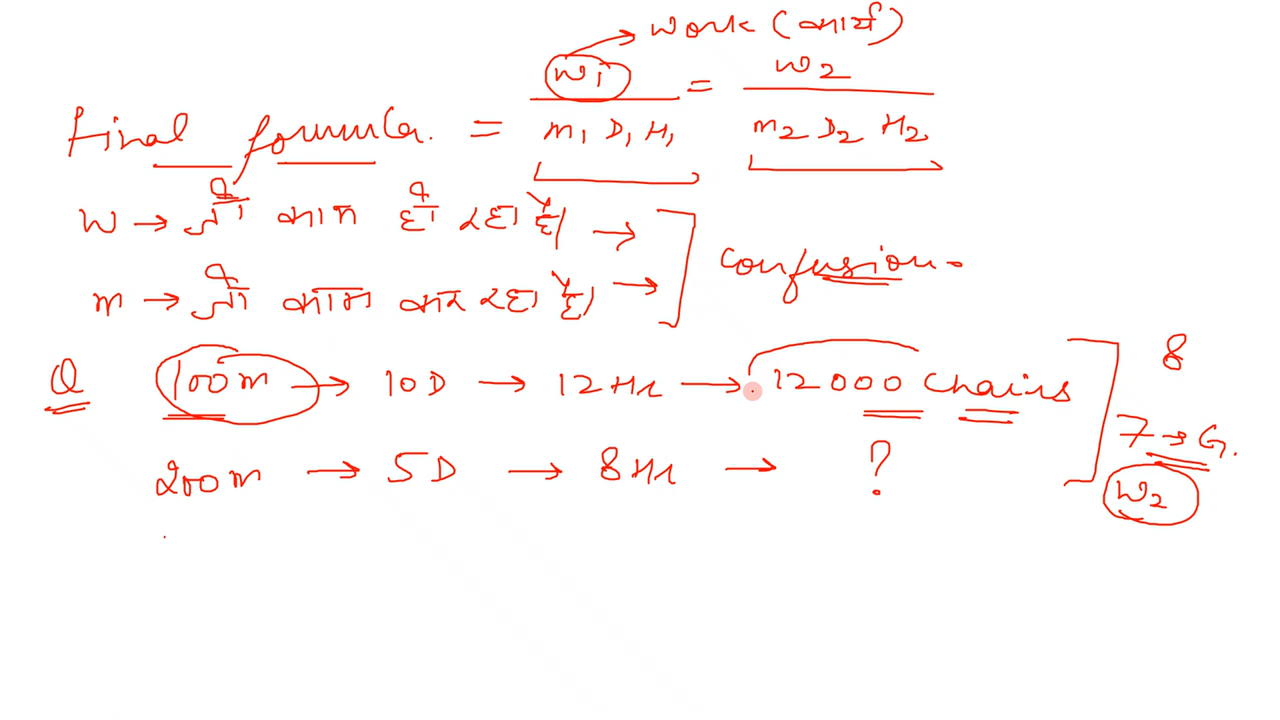 work (कार्य)
Final formula. = W1 / M1 D1 H1 = W2 / M2 D2 H2
W → जो काम हो रहा है →
M → जो काम कर रहा है → Confusion
Q 100m → 10D → 12Hr → 12000 Chairs 8
7 → G.
200m → 5D → 8Hr → ? W2